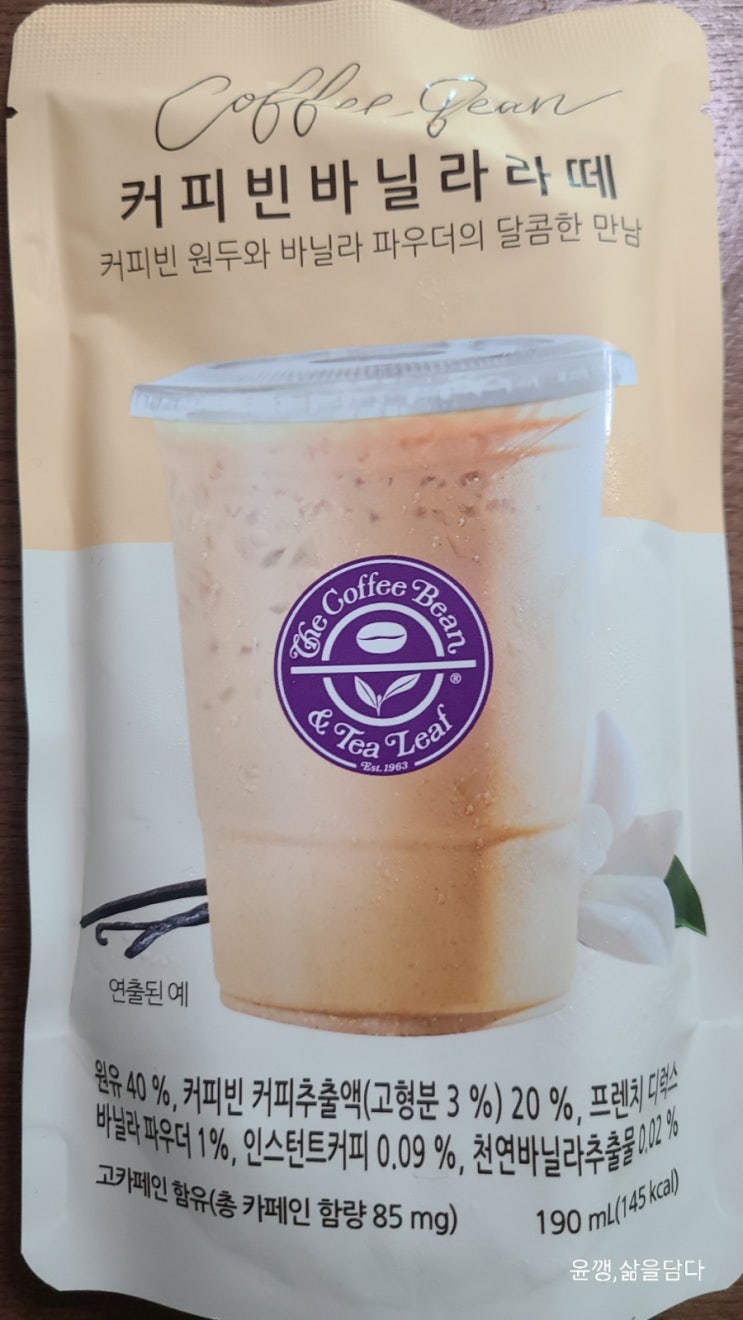 Coffee Bean
커피빈바닐라라떼
커피빈 원두와 바닐라 파우더의 달콤한 만남
The Coffee Bean
®
& Tea Leaf
Est. 1963
연출된 예
원유 40 %, 커피빈 커피추출액(고형분 3 %) 20 %, 프렌치 디럭스
바닐라 파우더 1%, 인스턴트커피 0.09 %, 천연바닐라추출물 0.02 %
고카페인 함유(총 카페인 함량 85 mg) 190 mL(145 kcal)
윤깽,삶을담다